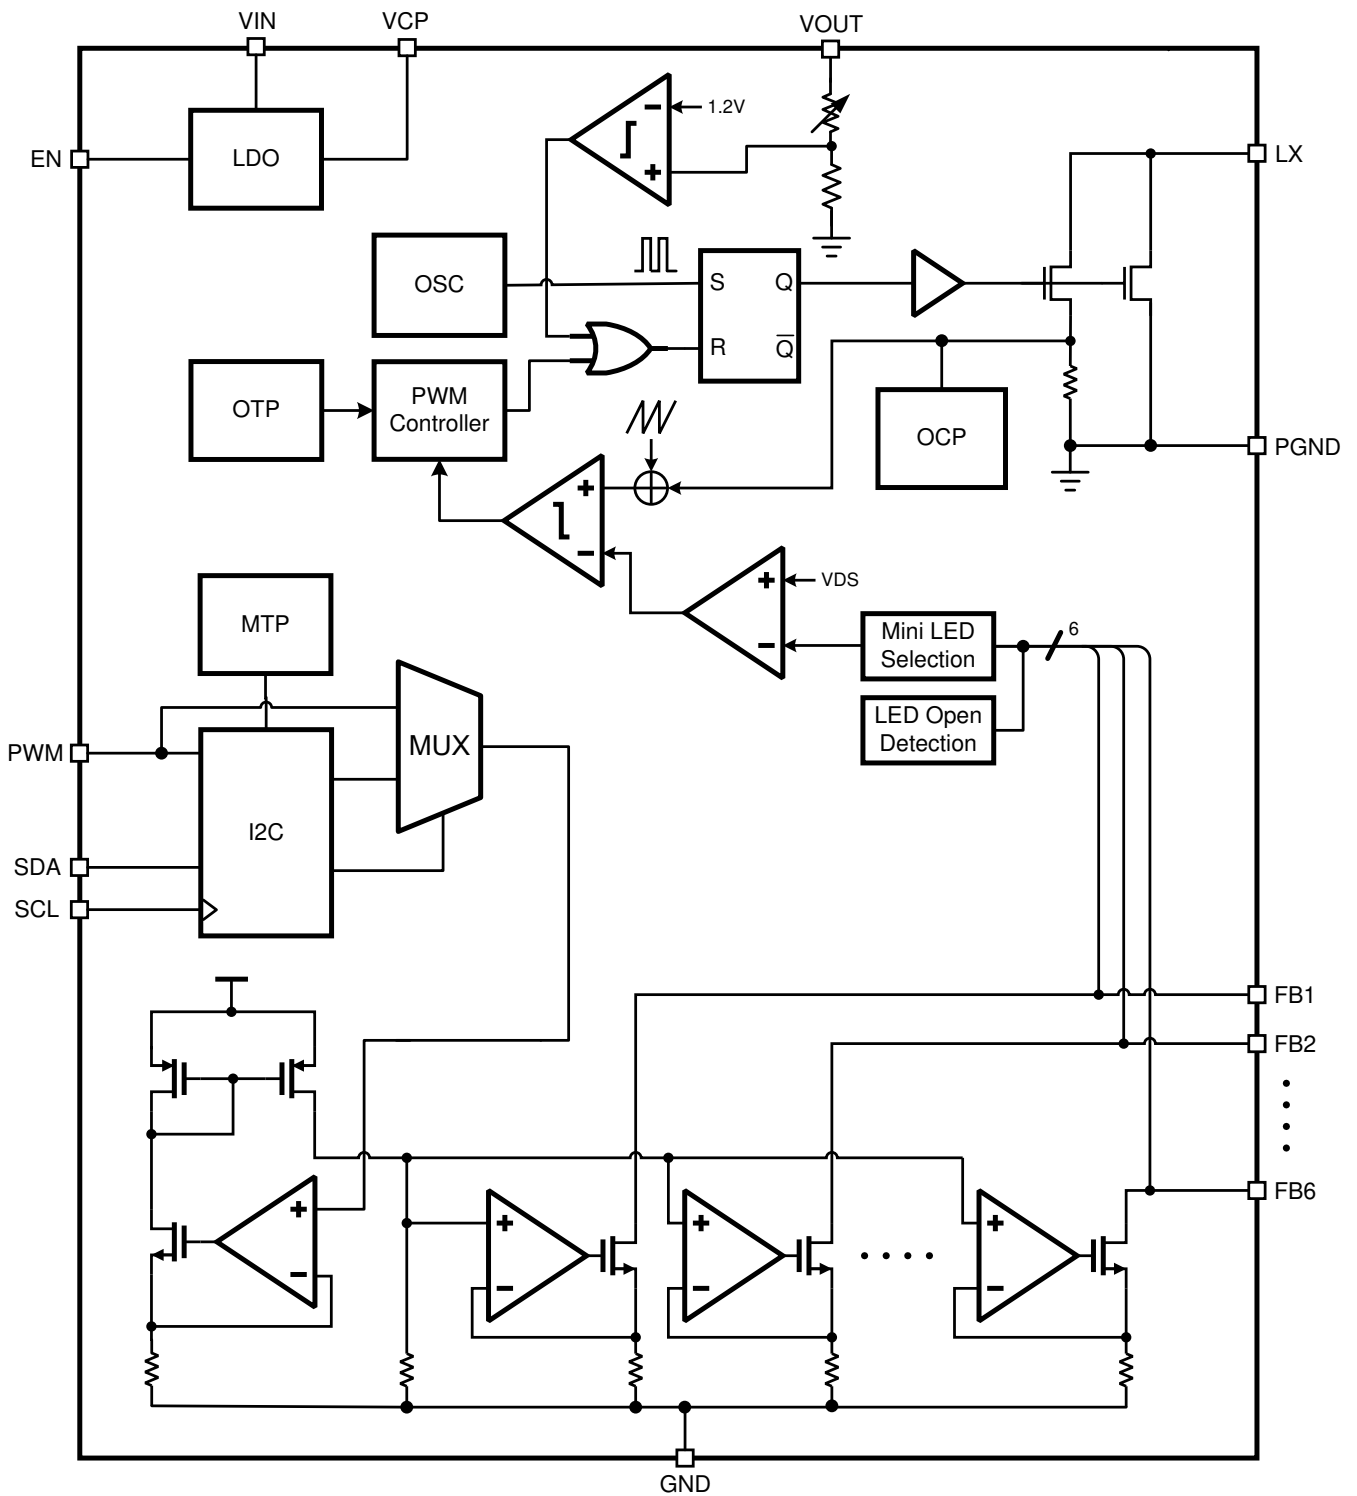 VIN
VCP
VOUT
1.2V
EN
LDO
LX
OSC
S
Q
R
Q̅
OTP
PWM
Controller
OCP
PGND
VDS
MTP
Mini LED
Selection
6
LED Open
Detection
PWM
MUX
I2C
SDA
SCL
FB1
FB2
FB6
GND